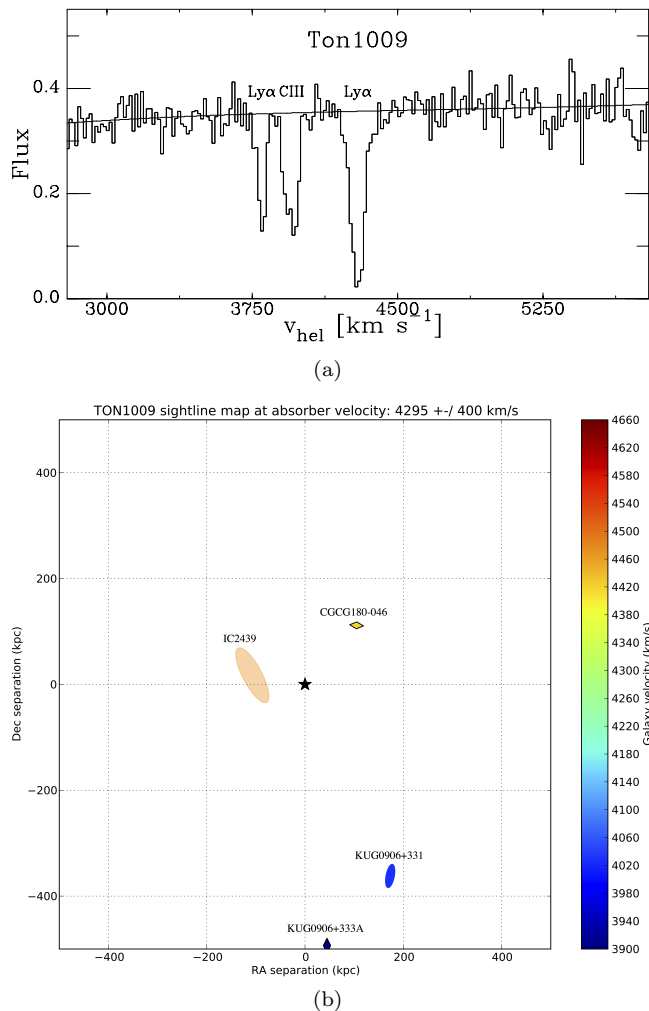 Ton1009
Lyα CIII Lyα
0.4
0.2
0.0
Flux
3000 3750 4500 5250
v_hel [km s⁻¹]
(a)
TON1009 sightline map at absorber velocity: 4295 +-/ 400 km/s
400
200
0
−200
−400
Dec separation (kpc)
CGCG180-046
IC2439
KUG0906+331
KUG0906+333A
−400 −200 0 200 400
RA separation (kpc)
4660
4620
4580
4540
4500
4460
4420
4380
4340
4300
4260
4220
4180
4140
4100
4060
4020
3980
3940
3900
Galaxy velocity (km/s)
(b)